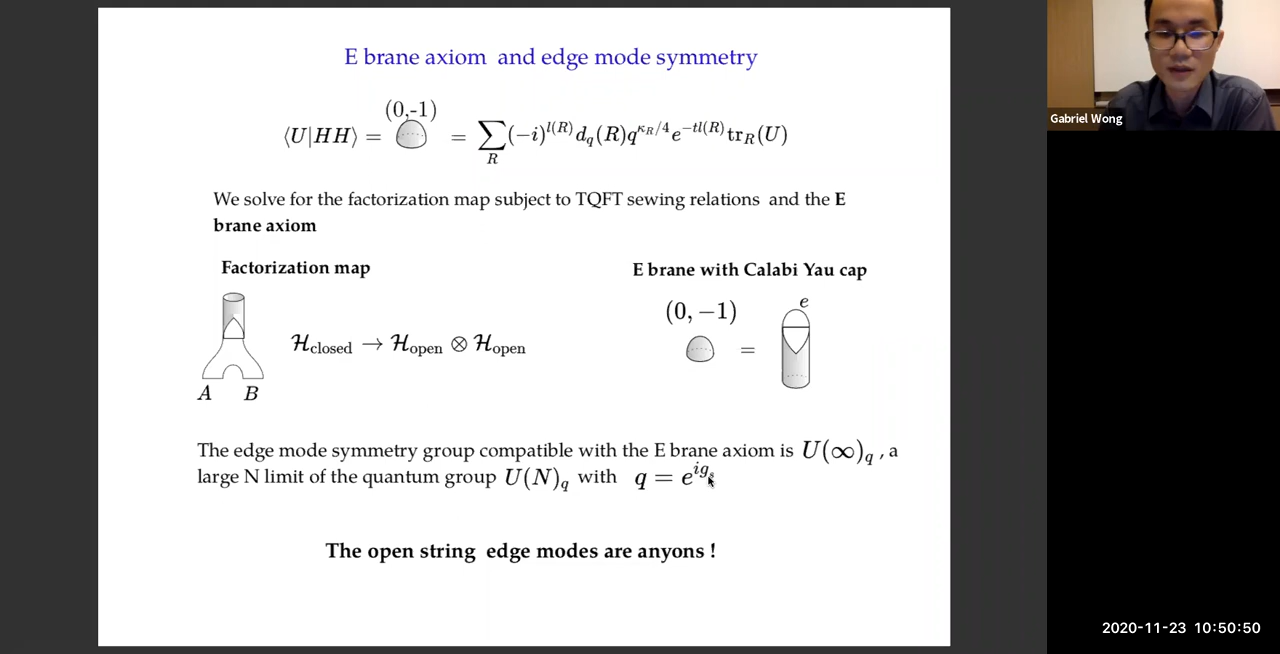 E brane axiom and edge mode symmetry
(0,-1)
⟨U|HH⟩ = = ∑_R (−i)^{l(R)} d_q(R) q^{κ_R/4} e^{−tl(R)} tr_R(U)
We solve for the factorization map subject to TQFT sewing relations and the E
brane axiom
Factorization map
E brane with Calabi Yau cap
(0, −1)
e
=
ℋ_closed → ℋ_open ⊗ ℋ_open
A B
The edge mode symmetry group compatible with the E brane axiom is U(∞)_q , a
large N limit of the quantum group U(N)_q with q = e^{ig_s}
The open string edge modes are anyons !
Gabriel Wong
2020-11-23 10:50:50